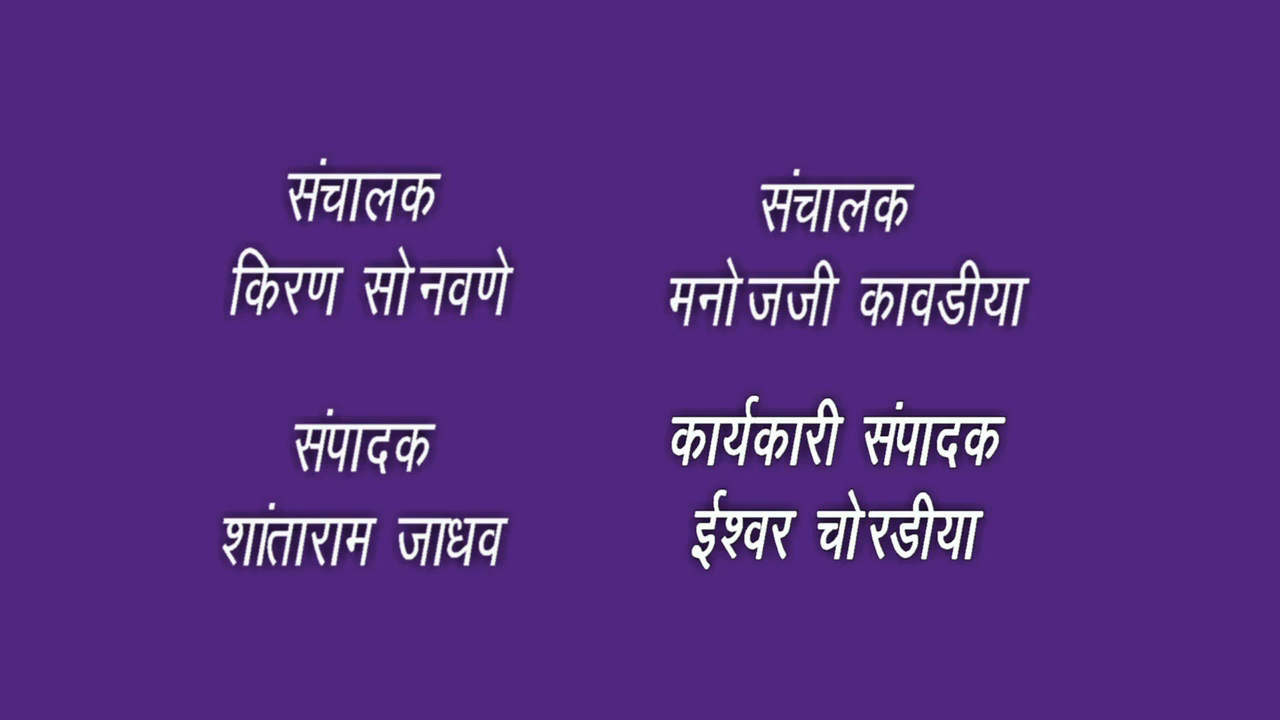 संचालक
किरण सोनवणे
संचालक
मनोजजी कावडीया
संपादक
शांताराम जाधव
कार्यकारी संपादक
ईश्वर चोरडीया